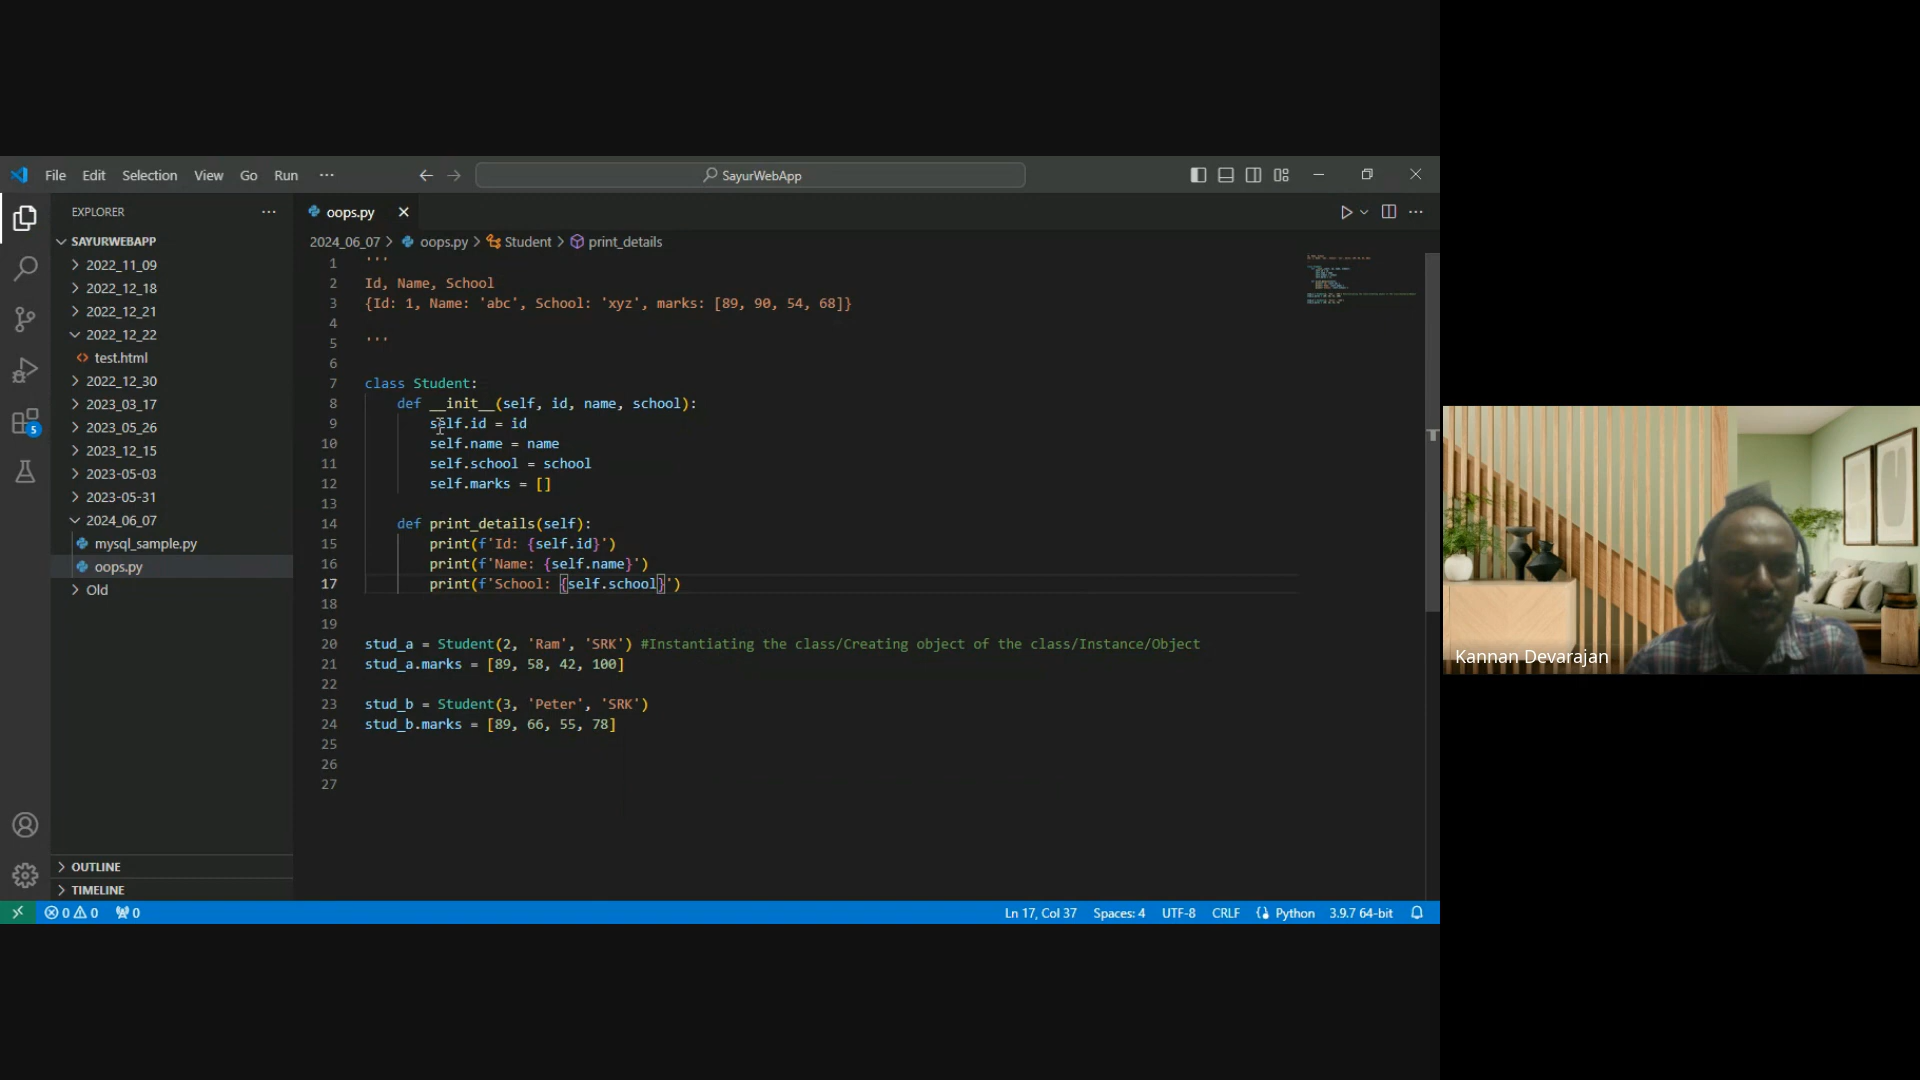 File Edit Selection View Go Run ···
SayurWebApp
EXPLORER ···
SAYURWEBAPP
2022_11_09
2022_12_18
2022_12_21
2022_12_22
test.html
2022_12_30
2023_03_17
2023_05_26
2023_12_15
2023-05-03
2023-05-31
2024_06_07
mysql_sample.py
oops.py
Old
OUTLINE
TIMELINE
5
oops.py
2024_06_07 > oops.py > Student > print_details
1 '''
2 Id, Name, School
3 {Id: 1, Name: 'abc', School: 'xyz', marks: [89, 90, 54, 68]}
4
5 '''
6
7 class Student:
8 def __init__(self, id, name, school):
9 self.id = id
10 self.name = name
11 self.school = school
12 self.marks = []
13
14 def print_details(self):
15 print(f'Id: {self.id}')
16 print(f'Name: {self.name}')
17 print(f'School: {self.school}')
18
19
20 stud_a = Student(2, 'Ram', 'SRK') #Instantiating the class/Creating object of the class/Instance/Object
21 stud_a.marks = [89, 58, 42, 100]
22
23 stud_b = Student(3, 'Peter', 'SRK')
24 stud_b.marks = [89, 66, 55, 78]
25
26
27
0 0 0
Ln 17, Col 37 Spaces: 4 UTF-8 CRLF Python 3.9.7 64-bit
Kannan Devarajan